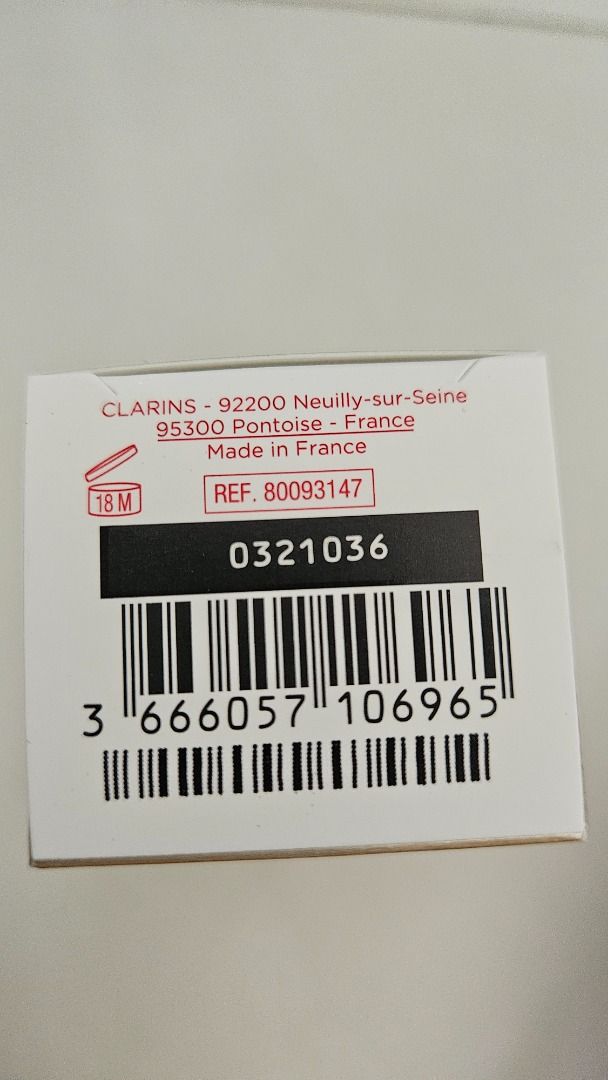 CLARINS - 92200 Neuilly-sur-Seine
95300 Pontoise - France
Made in France
18 M
REF. 80093147
0321036
3 666057 106965